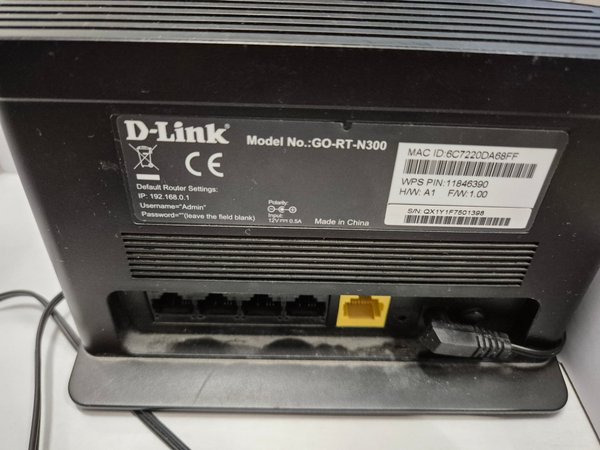 D-Link
Model No.:GO-RT-N300
CE
Default Router Settings:
IP: 192.168.0.1
Username="Admin"
Password=""(leave the field blank)
Polarity:
Input:
12V⎓0.5A
Made in China
MAC ID:6C7220DA68FF
WPS PIN:11846390
H/W: A1 F/W:1.00
S/N: QX1Y1F7601398